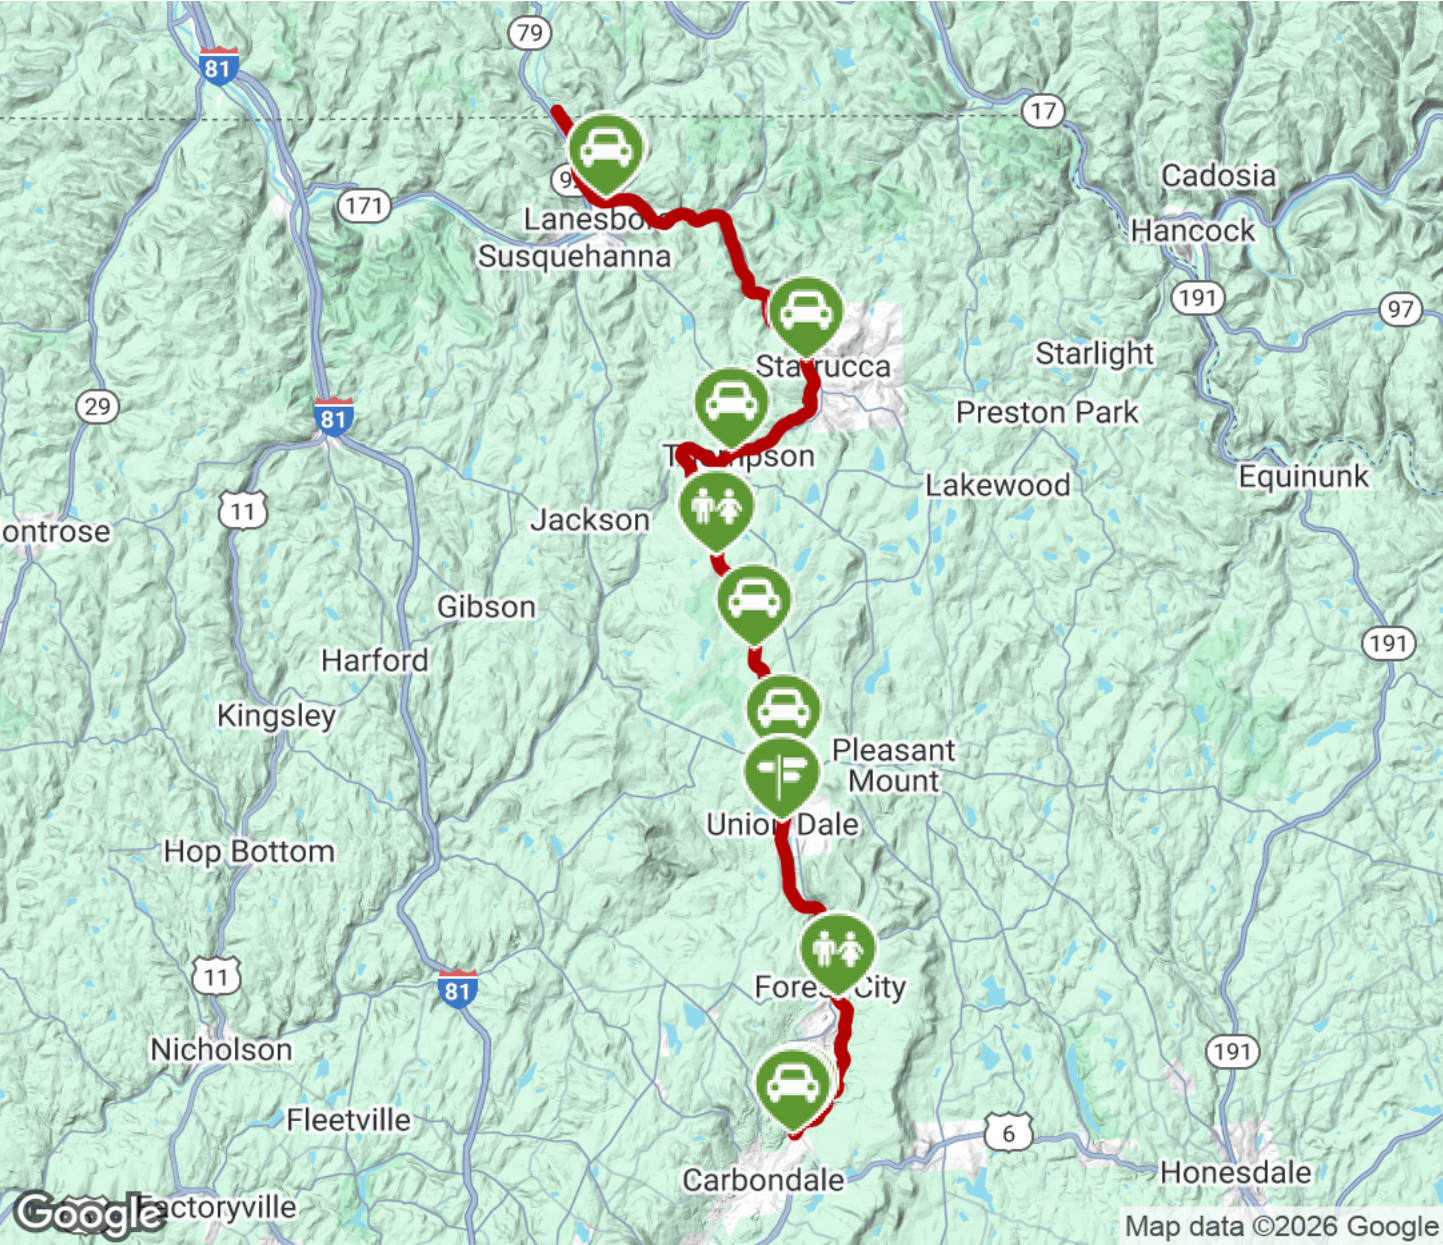 79
81
17
Cadosia
92
171
Lanesboro
Hancock
Susquehanna
191
97
Starrucca
Starlight
29
81
Preston Park
Thompson
Lakewood
Equinunk
11
Jackson
ontrose
Gibson
191
Harford
Kingsley
Pleasant
Mount
Union Dale
Hop Bottom
11
81
Forest City
Nicholson
191
Fleetville
6
Carbondale
Honesdale
Factoryville
Google
Map data ©2026 Google